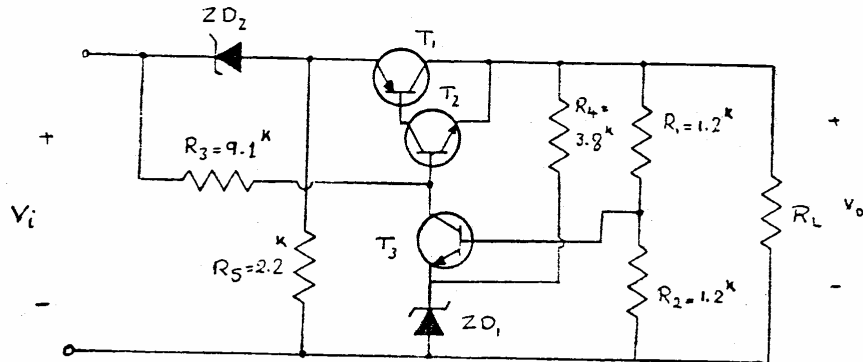 ZD₂
T₁
T₂
R₄=
3.8ᴷ
R₁=1.2ᴷ
+
+
R₃=9.1ᴷ
Vi
RL
Vo
T₃
K
R5=2.2
R₂=1.2ᴷ
-
-
ZD₁